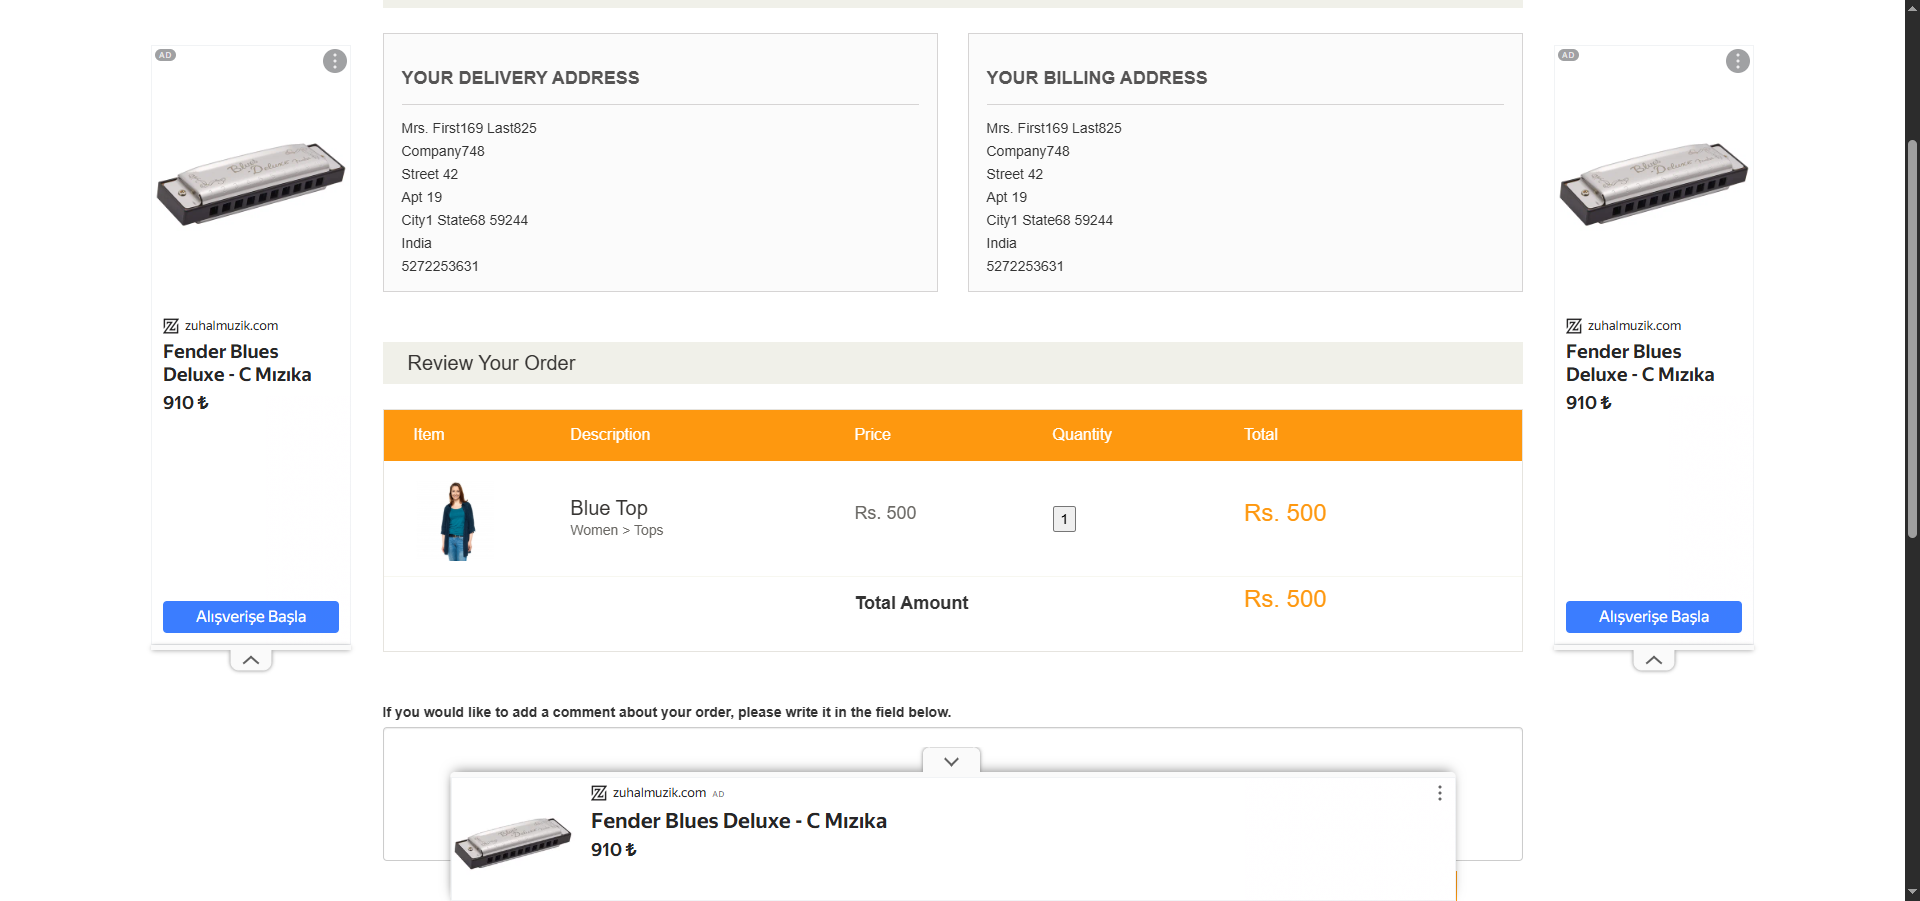 AD
zuhalmuzik.com
Fender Blues
Deluxe - C Mızıka
910 ₺
Alışverişe Başla
YOUR DELIVERY ADDRESS
Mrs. First169 Last825
Company748
Street 42
Apt 19
City1 State68 59244
India
5272253631
YOUR BILLING ADDRESS
Mrs. First169 Last825
Company748
Street 42
Apt 19
City1 State68 59244
India
5272253631
Review Your Order
Item Description Price Quantity Total
Blue Top
Women > Tops
Rs. 500
1
Rs. 500
Total Amount Rs. 500
If you would like to add a comment about your order, please write it in the field below.
zuhalmuzik.com AD
Fender Blues Deluxe - C Mızıka
910 ₺
AD
zuhalmuzik.com
Fender Blues
Deluxe - C Mızıka
910 ₺
Alışverişe Başla